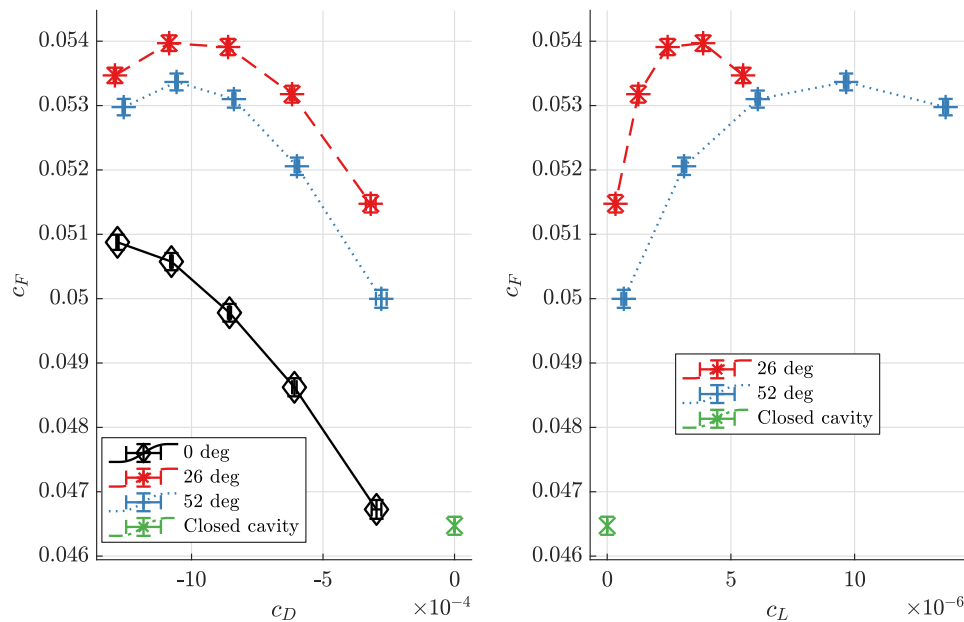 0.054
0.053
0.052
0.051
0.05
0.049
0.048
0.047
0.046
c_F
0 deg
26 deg
52 deg
Closed cavity
-10
-5
0
c_D
×10⁻⁴
0.054
0.053
0.052
0.051
0.05
0.049
0.048
0.047
0.046
c_F
26 deg
52 deg
Closed cavity
0
5
10
c_L
×10⁻⁶